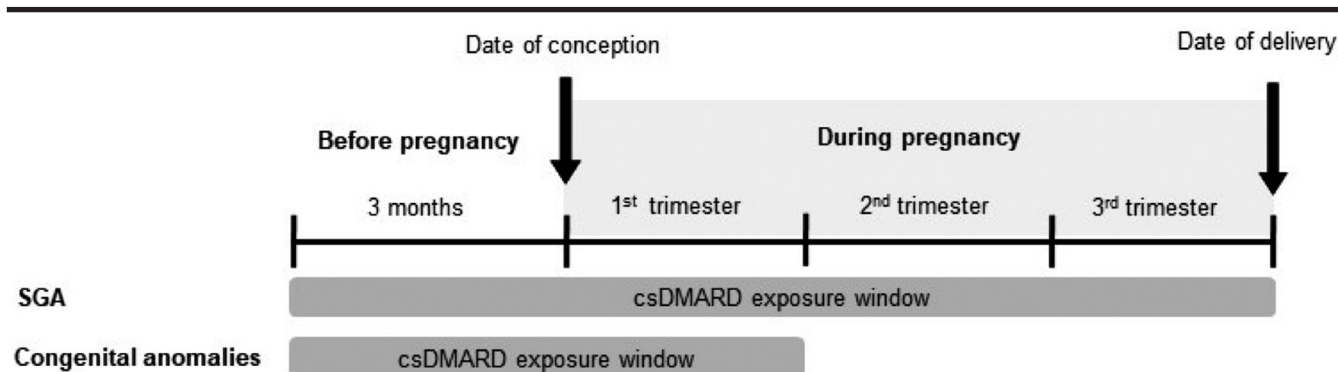 Date of conception
Date of delivery
Before pregnancy
During pregnancy
3 months
1st trimester
2nd trimester
3rd trimester
SGA
csDMARD exposure window
Congenital anomalies
csDMARD exposure window